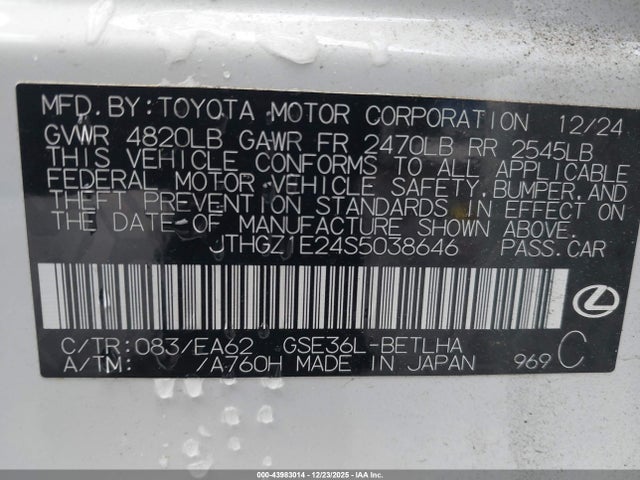 MFD.BY:TOYOTA MOTOR CORPORATION 12/24
GVWR 4820LB GAWR FR 2470LB RR 2545LB
THIS VEHICLE CONFORMS TO ALL APPLICABLE
FEDERAL MOTOR VEHICLE SAFETY,BUMPER,AND
THEFT PREVENTION STANDARDS IN EFFECT ON
THE DATE OF MANUFACTURE SHOWN ABOVE.
JTHGZ1E24S5038646 PASS.CAR
C/TR:083/EA62 GSE36L-BETLHA C
A/TM: /A760H MADE IN JAPAN 969
000-43983014 - 12/23/2025 - IAA Inc.